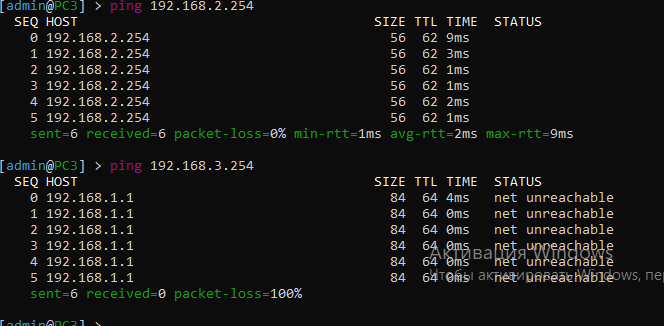 [admin@PC3] > ping 192.168.2.254
SEQ HOST SIZE TTL TIME STATUS
0 192.168.2.254 56 62 9ms
1 192.168.2.254 56 62 3ms
2 192.168.2.254 56 62 1ms
3 192.168.2.254 56 62 1ms
4 192.168.2.254 56 62 2ms
5 192.168.2.254 56 62 1ms
sent=6 received=6 packet-loss=0% min-rtt=1ms avg-rtt=2ms max-rtt=9ms
[admin@PC3] > ping 192.168.3.254
SEQ HOST SIZE TTL TIME STATUS
0 192.168.1.1 84 64 4ms net unreachable
1 192.168.1.1 84 64 0ms net unreachable
2 192.168.1.1 84 64 0ms net unreachable
3 192.168.1.1 84 64 0ms net unreachable
4 192.168.1.1 84 64 0ms net unreachable
5 192.168.1.1 84 64 0ms net unreachable
sent=6 received=0 packet-loss=100%
Активация Windows
Чтобы активировать Windows, пер
[admin@PC3] >